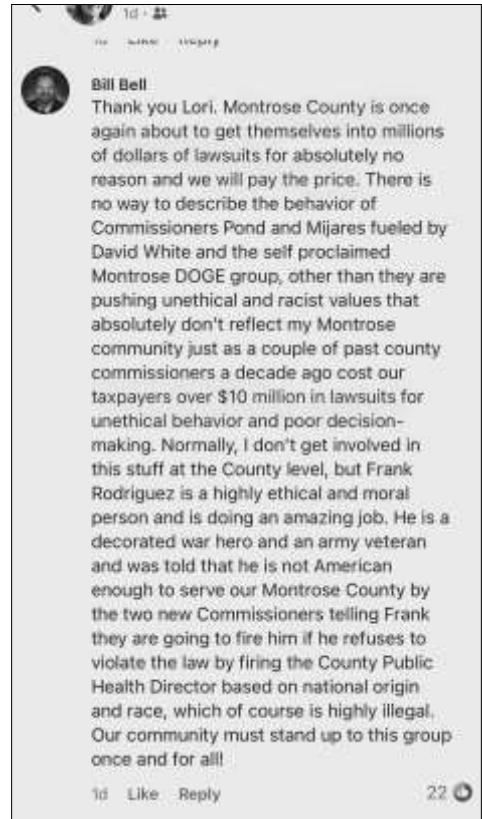 1d
Like Reply
Bill Bell
Thank you Lori. Montrose County is once
again about to get themselves into millions
of dollars of lawsuits for absolutely no
reason and we will pay the price. There is
no way to describe the behavior of
Commissioners Pond and Mijares fueled by
David White and the self proclaimed
Montrose DOGE group, other than they are
pushing unethical and racist values that
absolutely don't reflect my Montrose
community just as a couple of past county
commissioners a decade ago cost our
taxpayers over $10 million in lawsuits for
unethical behavior and poor decision-
making. Normally, I don't get involved in
this stuff at the County level, but Frank
Rodriguez is a highly ethical and moral
person and is doing an amazing job. He is a
decorated war hero and an army veteran
and was told that he is not American
enough to serve our Montrose County by
the two new Commissioners telling Frank
they are going to fire him if he refuses to
violate the law by firing the County Public
Health Director based on national origin
and race, which of course is highly illegal.
Our community must stand up to this group
once and for all!
1d Like Reply 22